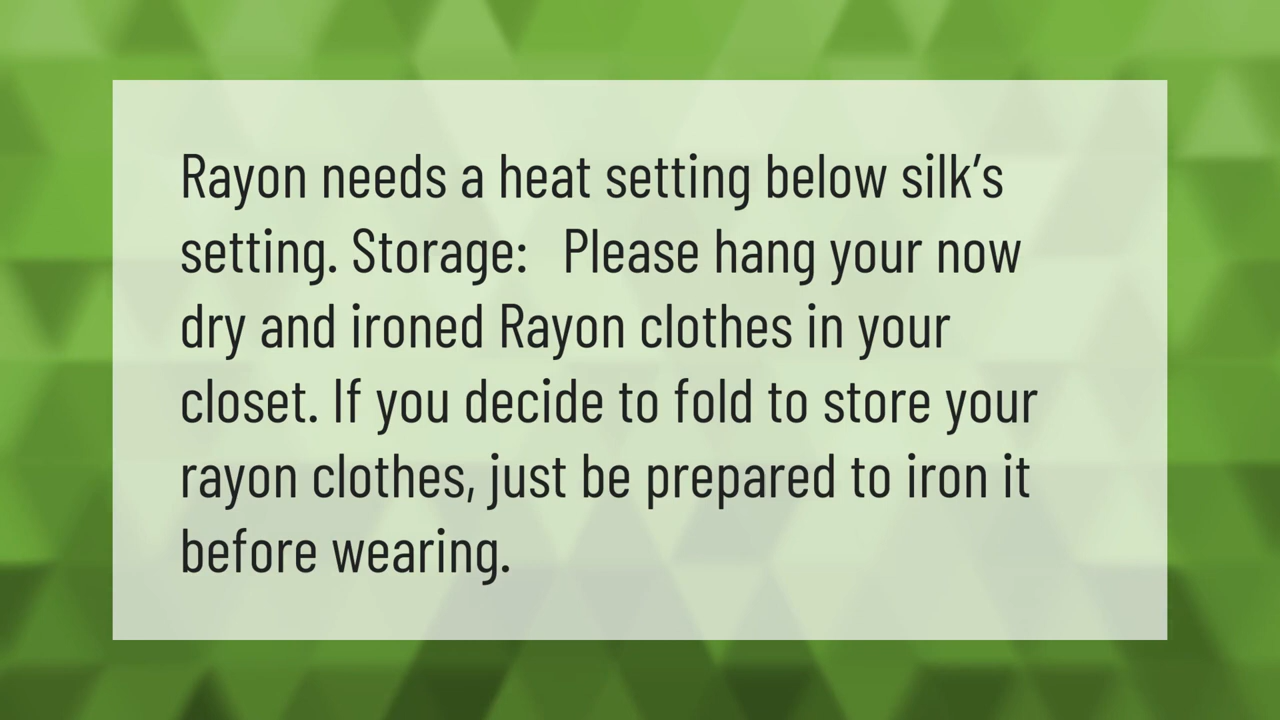 Rayon needs a heat setting below silk’s
setting. Storage:   Please hang your now
dry and ironed Rayon clothes in your
closet. If you decide to fold to store your
rayon clothes, just be prepared to iron it
before wearing.